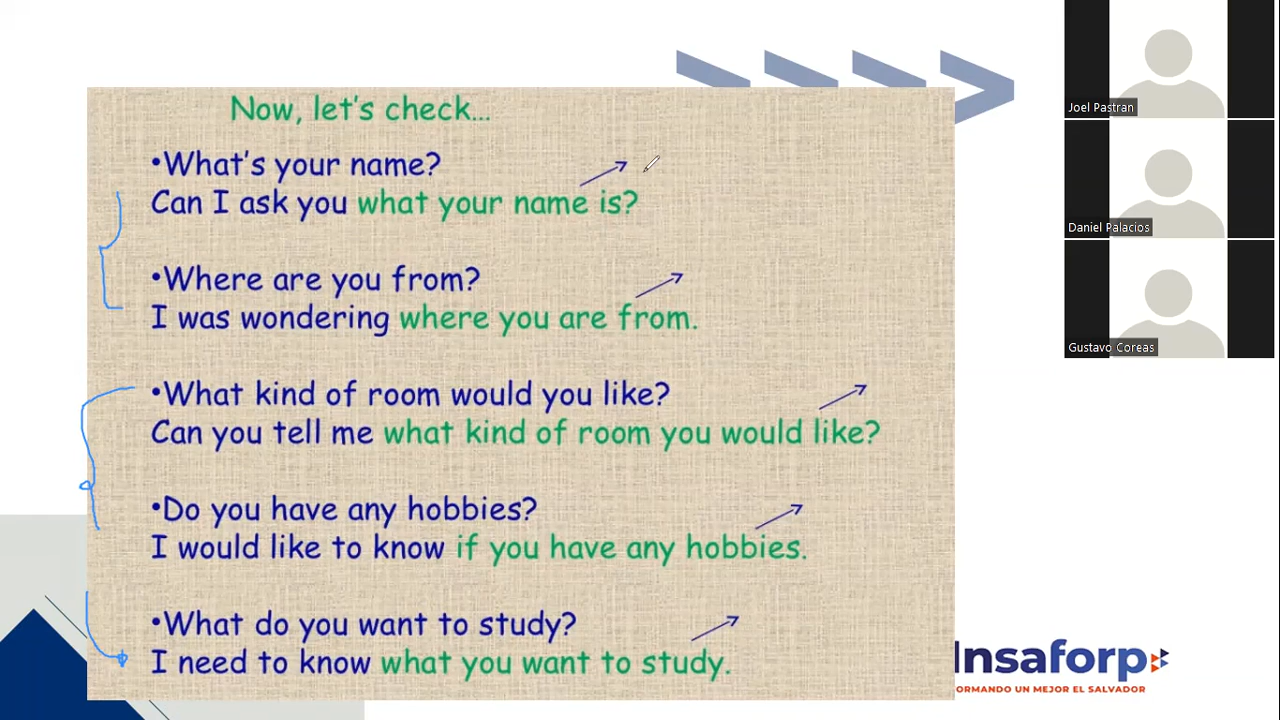 Now, let's check...
•What's your name?
Can I ask you what your name is?
•Where are you from?
I was wondering where you are from.
•What kind of room would you like?
Can you tell me what kind of room you would like?
•Do you have any hobbies?
I would like to know if you have any hobbies.
•What do you want to study?
I need to know what you want to study.
Joel Pastran
Daniel Palacios
Gustavo Coreas
Insaforp
ORMANDO UN MEJOR EL SALVADOR